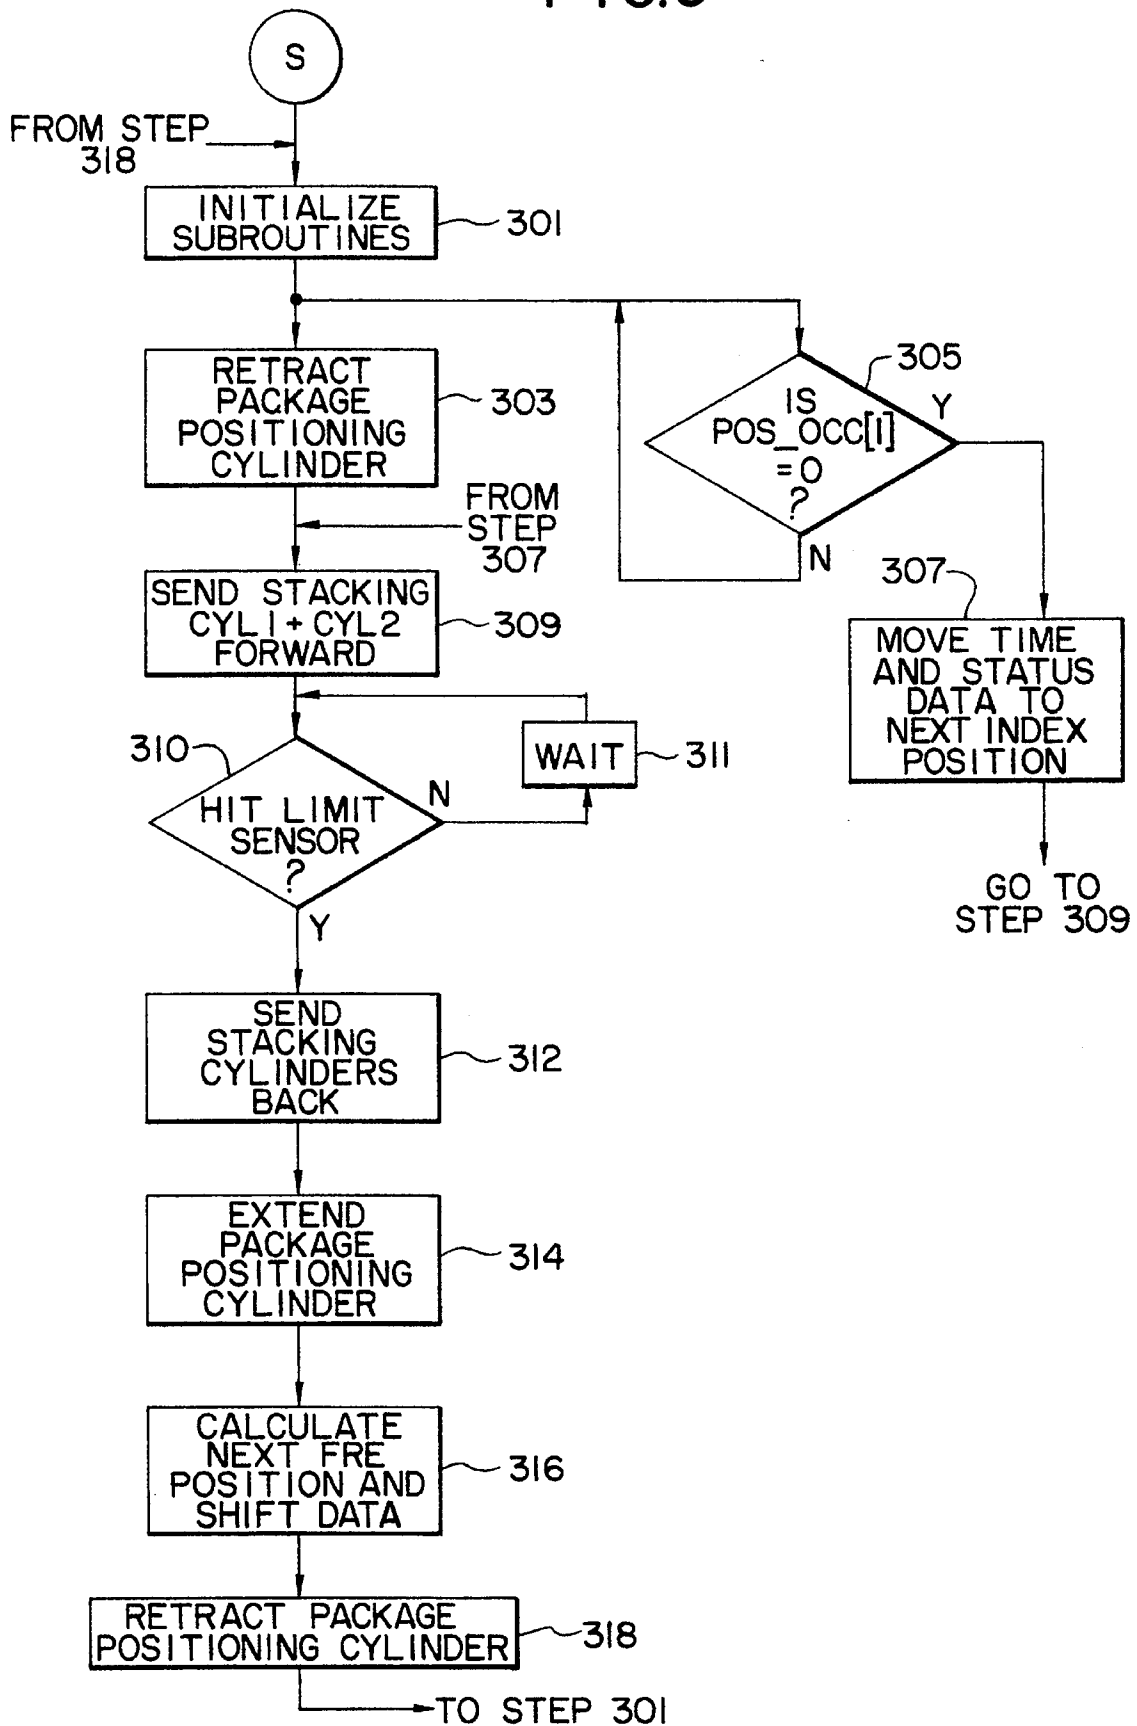 S
FROM STEP
318
INITIALIZE
SUBROUTINES
301
RETRACT
PACKAGE
POSITIONING
CYLINDER
303
IS
POS_OCC[1]
=0
?
305
Y
N
FROM
STEP
307
307
MOVE TIME
AND STATUS
DATA TO
NEXT INDEX
POSITION
GO TO
STEP 309
SEND STACKING
CYL1+CYL2
FORWARD
309
310
HIT LIMIT
SENSOR
?
N
Y
WAIT
311
SEND
STACKING
CYLINDERS
BACK
312
EXTEND
PACKAGE
POSITIONING
CYLINDER
314
CALCULATE
NEXT FRE
POSITION AND
SHIFT DATA
316
RETRACT PACKAGE
POSITIONING CYLINDER
318
TO STEP 301